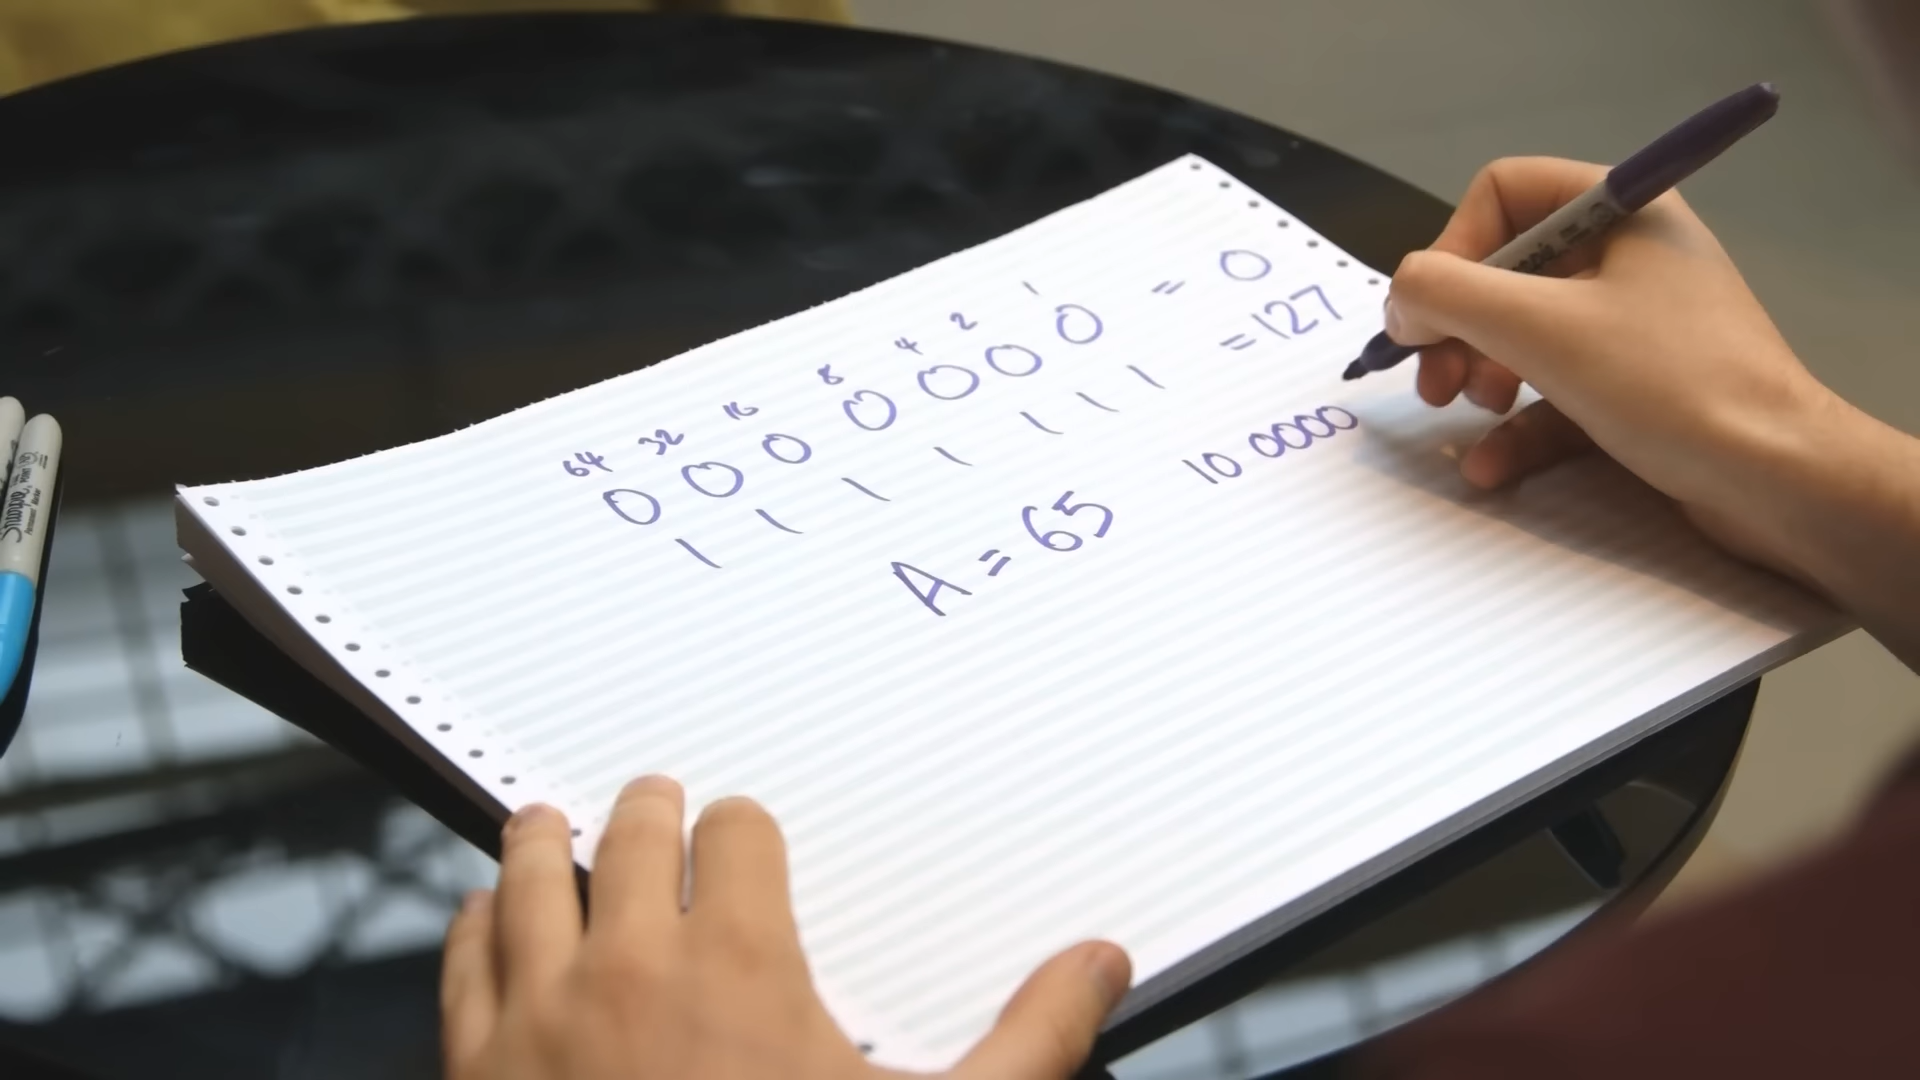 64 32 16 8 4 2 1
0 0 0 0 0 0 0 = 0
1 1 1 1 1 1 1 = 127
A = 65 10 0000
Sharpie